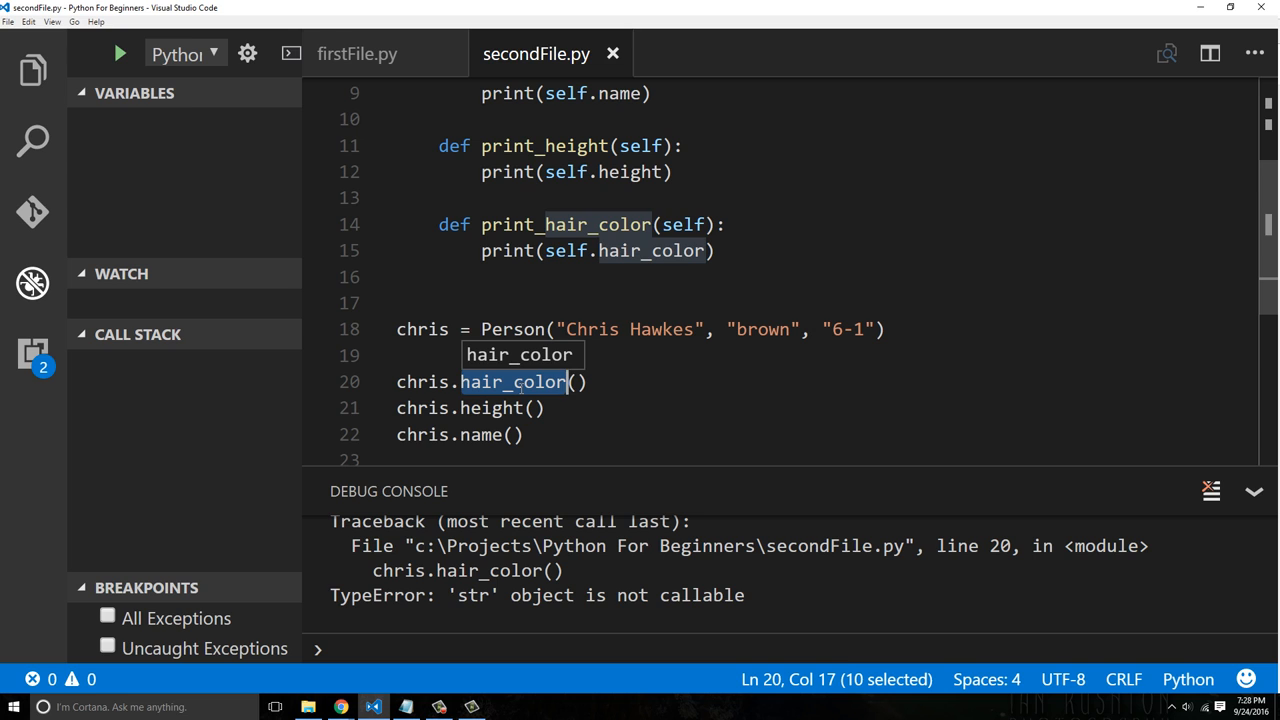 secondFile.py - Python For Beginners - Visual Studio Code
File Edit View Go Help
Python
firstFile.py
secondFile.py
VARIABLES
WATCH
CALL STACK
BREAKPOINTS
All Exceptions
Uncaught Exceptions
2
9 print(self.name)
10
11 def print_height(self):
12 print(self.height)
13
14 def print_hair_color(self):
15 print(self.hair_color)
16
17
18 chris = Person("Chris Hawkes", "brown", "6-1")
19
hair_color
20 chris.hair_color()
21 chris.height()
22 chris.name()
23
DEBUG CONSOLE
Traceback (most recent call last):
File "c:\Projects\Python For Beginners\secondFile.py", line 20, in <module>
chris.hair_color()
TypeError: 'str' object is not callable
0 0
Ln 20, Col 17 (10 selected) Spaces: 4 UTF-8 CRLF Python
I'm Cortana. Ask me anything.
7:28 PM
9/24/2016